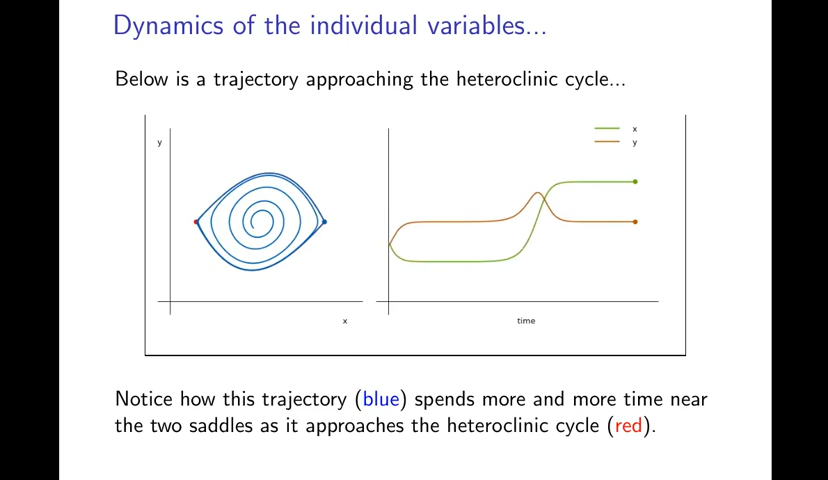 Dynamics of the individual variables...
Below is a trajectory approaching the heteroclinic cycle...
y
x
x
y
time
Notice how this trajectory (blue) spends more and more time near
the two saddles as it approaches the heteroclinic cycle (red).